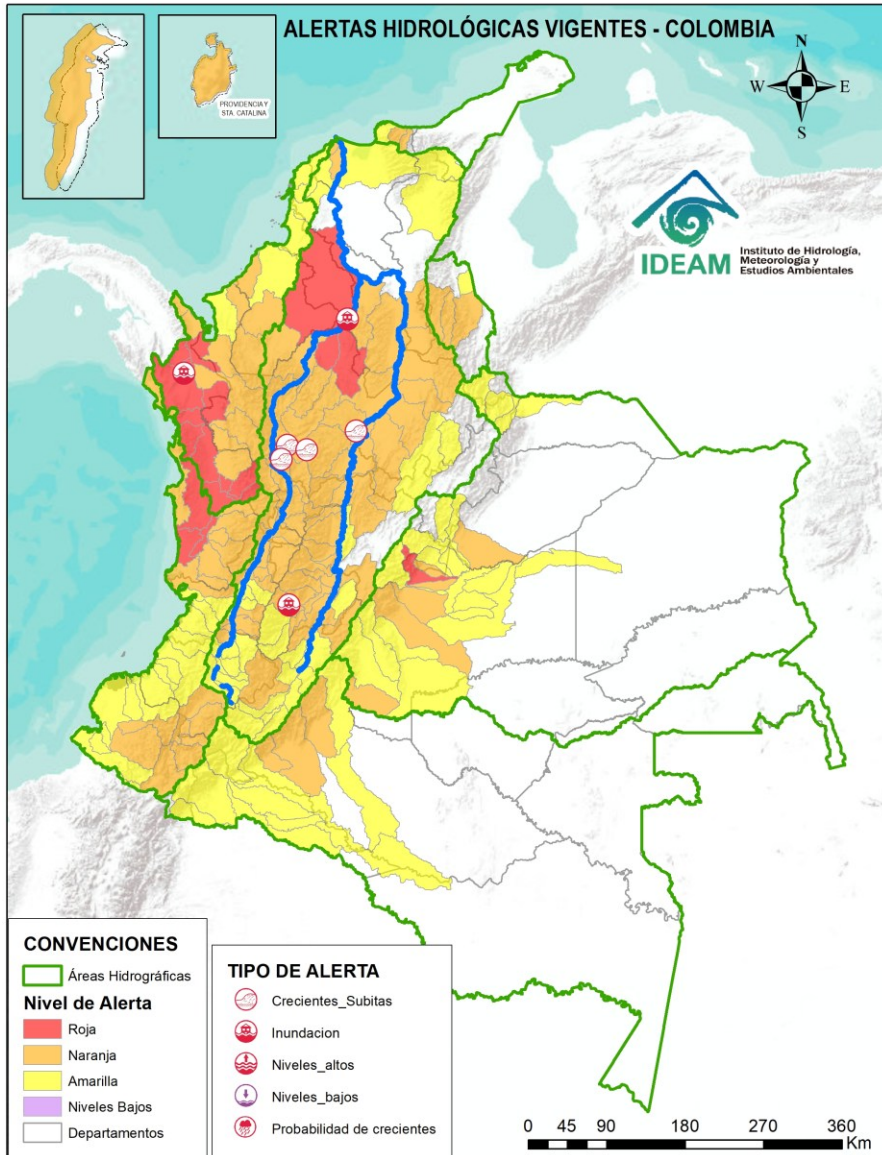 ALERTAS HIDROLÓGICAS VIGENTES - COLOMBIA
N
W E
S
PROVIDENCIA Y
STA. CATALINA
IDEAM
Instituto de Hidrología,
Meteorología y
Estudios Ambientales
CONVENCIONES
Áreas Hidrográficas
Nivel de Alerta
Roja
Naranja
Amarilla
Niveles Bajos
Departamentos
TIPO DE ALERTA
Crecientes_Subitas
Inundacion
Niveles_altos
Niveles_bajos
Probabilidad de crecientes
0 45 90 180 270 360
Km